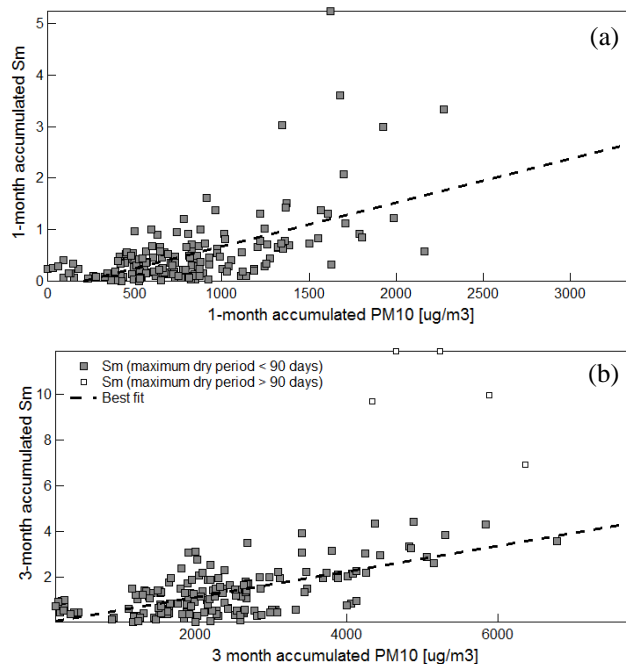 (a)
1-month accumulated Sm
5
4
3
2
1
0
0 500 1000 1500 2000 2500 3000
1-month accumulated PM10 [ug/m3]
(b)
Sm (maximum dry period < 90 days)
Sm (maximum dry period > 90 days)
Best fit
3-month accumulated Sm
10
8
6
4
2
2000 4000 6000
3 month accumulated PM10 [ug/m3]